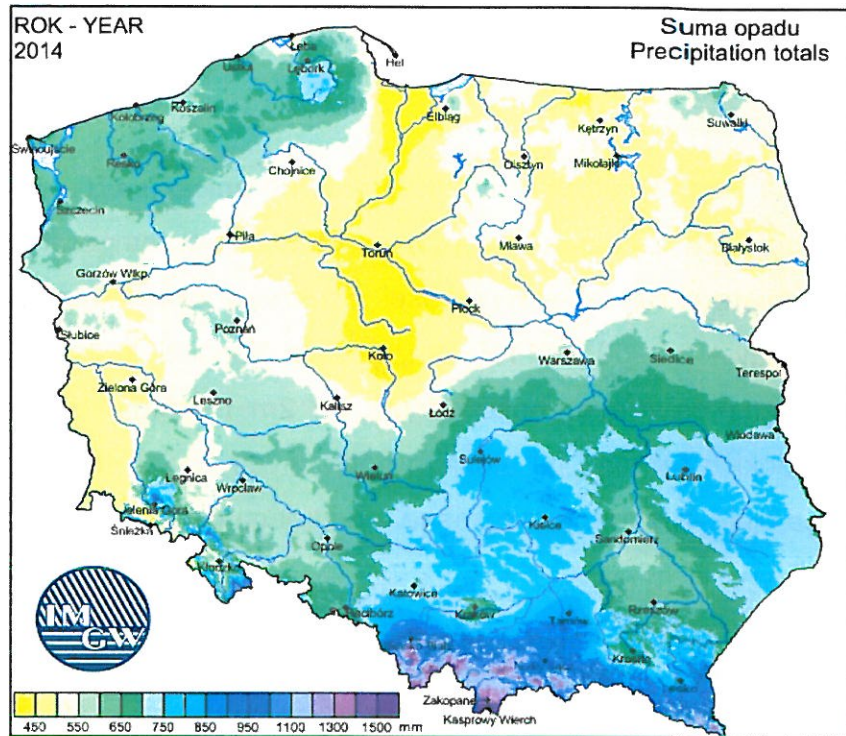 ROK - YEAR
2014
Suma opadu
Precipitation totals
Łeba
Ustka
Lębork
Hel
Kołobrzeg
Koszalin
Elbląg
Kętrzyn
Suwałki
Świnoujście
Resko
Chojnice
Olsztyn
Mikołajki
Szczecin
Piła
Toruń
Mława
Białystok
Gorzów Wlkp.
Słubice
Poznań
Płock
Koło
Warszawa
Siedlce
Terespol
Zielona Góra
Leszno
Kalisz
Łódź
Włodawa
Legnica
Wrocław
Wieluń
Sulejów
Lublin
Jelenia Góra
Śnieżka
Opole
Kielce
Sandomierz
Kłodzko
Katowice
Racibórz
Kraków
Tarnów
Rzeszów
Krosno
Lesko
Zakopane
Kasprowy Wierch
IM
GW
450 550 650 750 850 950 1100 1300 1500 mm